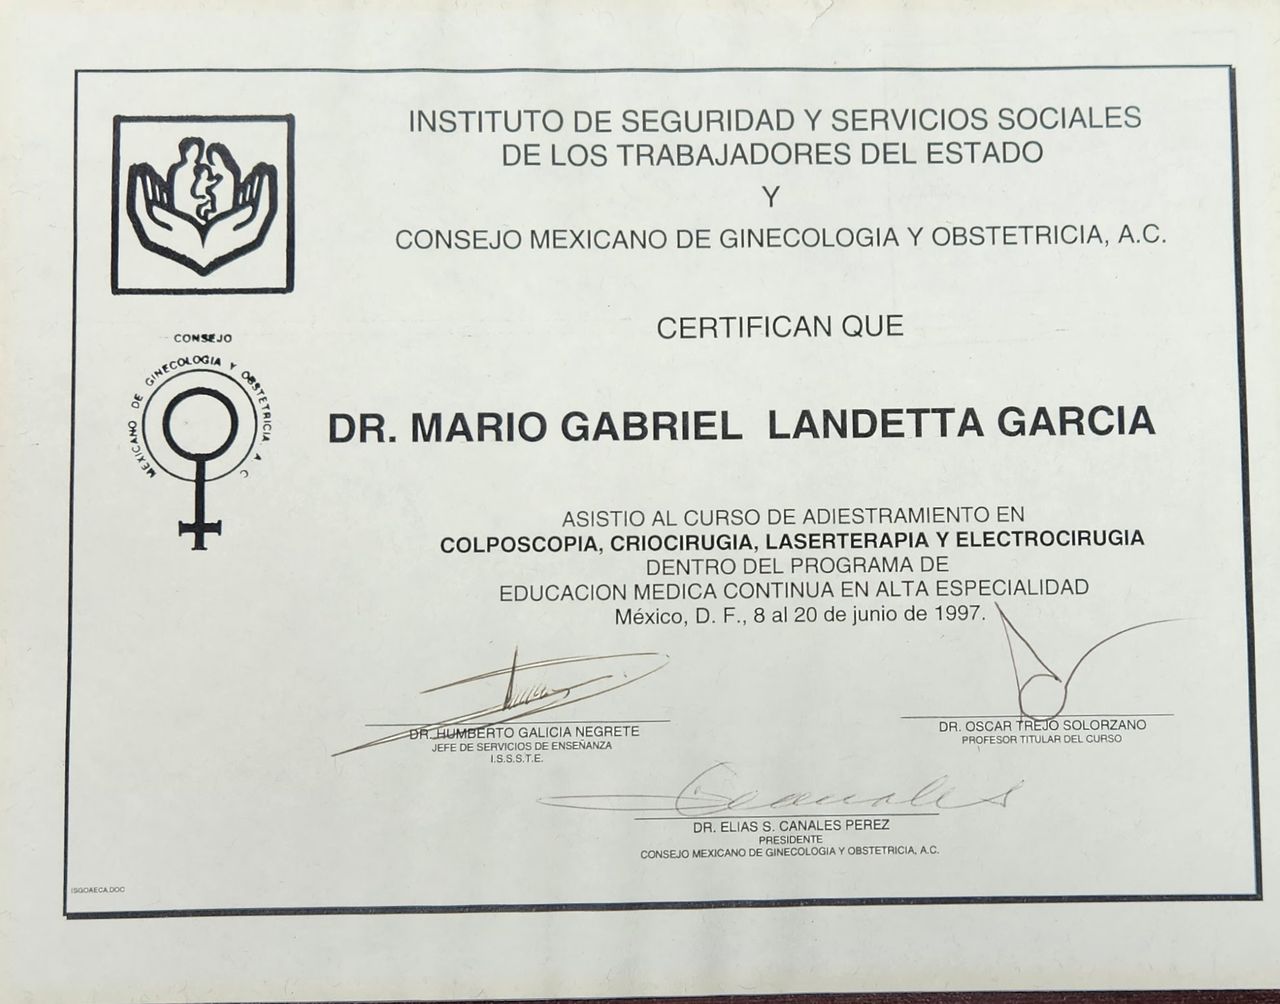 INSTITUTO DE SEGURIDAD Y SERVICIOS SOCIALES
DE LOS TRABAJADORES DEL ESTADO
Y
CONSEJO MEXICANO DE GINECOLOGIA Y OBSTETRICIA, A.C.
CONSEJO
MEXICANO DE GINECOLOGIA Y OBSTETRICIA A C
CERTIFICAN QUE
DR. MARIO GABRIEL LANDETTA GARCIA
ASISTIO AL CURSO DE ADIESTRAMIENTO EN
COLPOSCOPIA, CRIOCIRUGIA, LASERTERAPIA Y ELECTROCIRUGIA
DENTRO DEL PROGRAMA DE
EDUCACION MEDICA CONTINUA EN ALTA ESPECIALIDAD
México, D. F., 8 al 20 de junio de 1997.
DR. HUMBERTO GALICIA NEGRETE
JEFE DE SERVICIOS DE ENSEÑANZA
I.S.S.S.T.E.
DR. OSCAR TREJO SOLORZANO
PROFESOR TITULAR DEL CURSO
DR. ELIAS S. CANALES PEREZ
PRESIDENTE
CONSEJO MEXICANO DE GINECOLOGIA Y OBSTETRICIA, A.C.
ISGOAECA.DOC